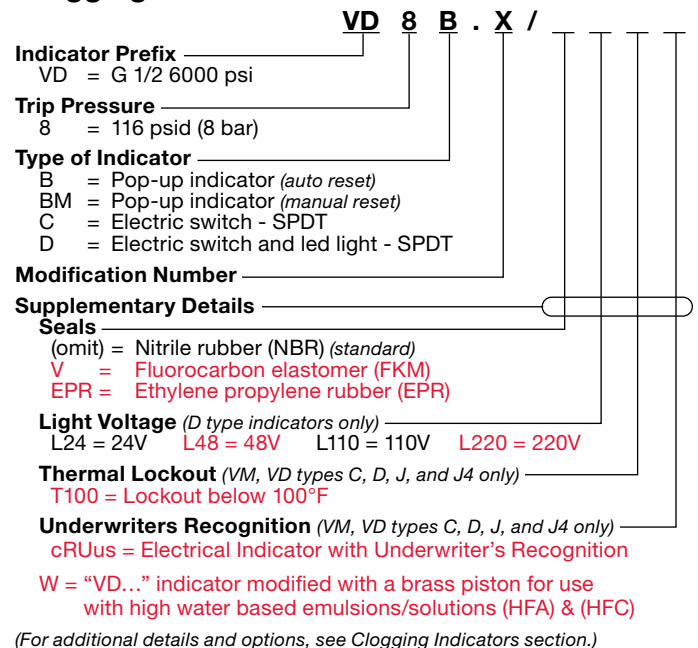 VD 8 B . X /
Indicator Prefix
VD = G 1/2 6000 psi
Trip Pressure
8 = 116 psid (8 bar)
Type of Indicator
B = Pop-up indicator (auto reset)
BM = Pop-up indicator (manual reset)
C = Electric switch - SPDT
D = Electric switch and led light - SPDT
Modification Number
Supplementary Details
Seals
(omit) = Nitrile rubber (NBR) (standard)
V = Fluorocarbon elastomer (FKM)
EPR = Ethylene propylene rubber (EPR)
Light Voltage (D type indicators only)
L24 = 24V L48 = 48V L110 = 110V L220 = 220V
Thermal Lockout (VM, VD types C, D, J, and J4 only)
T100 = Lockout below 100°F
Underwriters Recognition (VM, VD types C, D, J, and J4 only)
cRUus = Electrical Indicator with Underwriter's Recognition
W = “VD…” indicator modified with a brass piston for use
with high water based emulsions/solutions (HFA) & (HFC)
(For additional details and options, see Clogging Indicators section.)